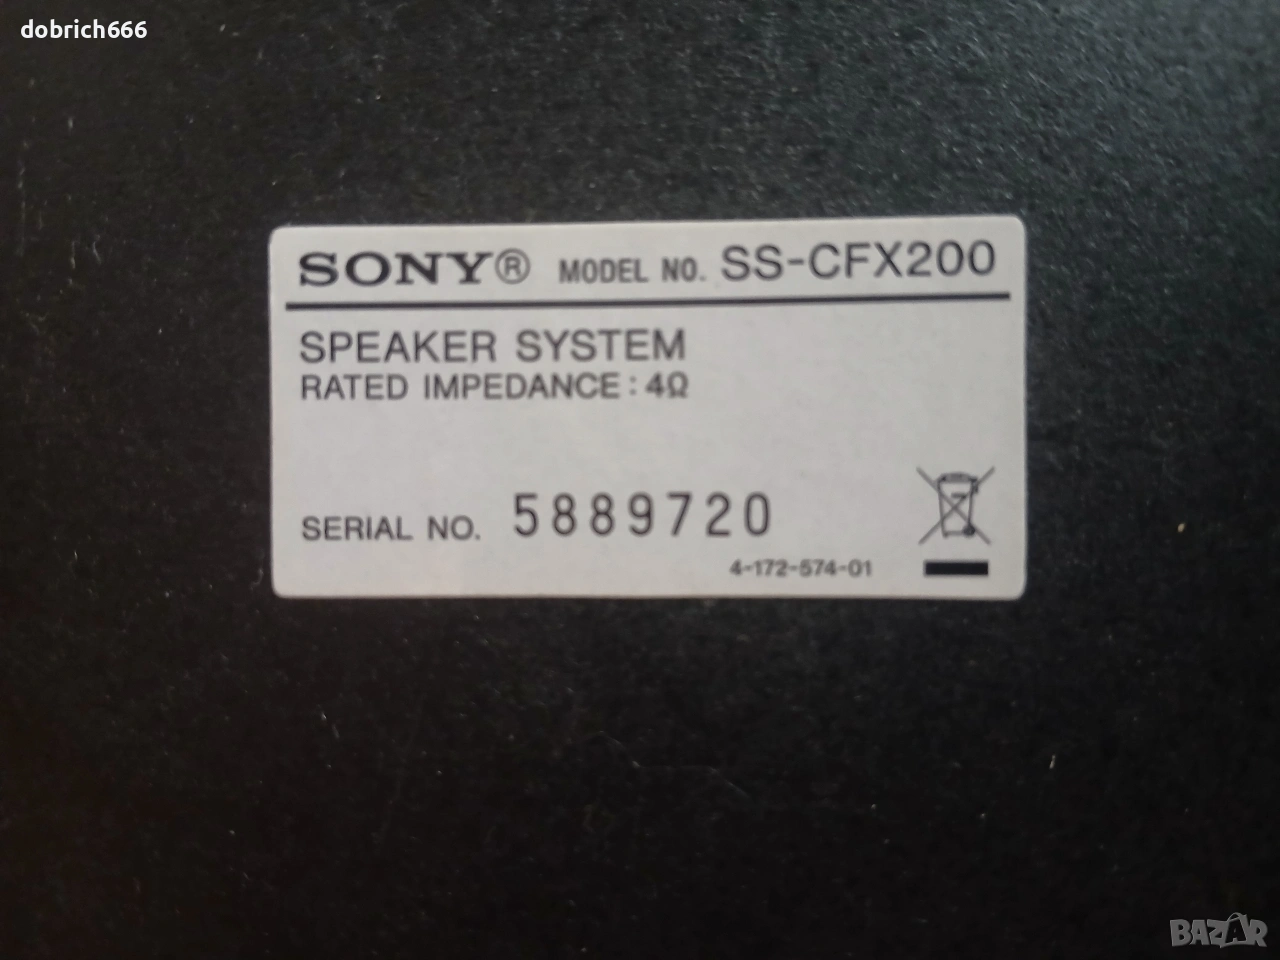 dobrich666
SONY® MODEL NO. SS-CFX200
SPEAKER SYSTEM
RATED IMPEDANCE : 4Ω
SERIAL NO. 5889720
4-172-574-01
BAZAR